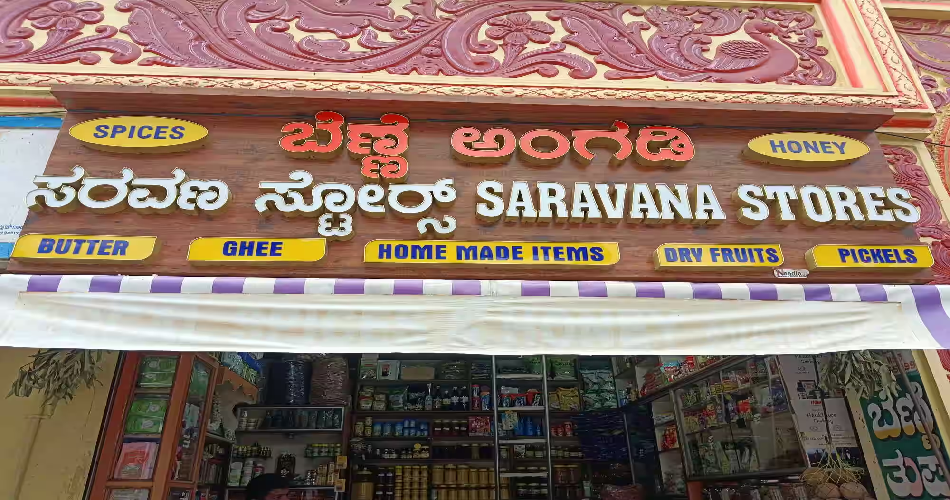 SPICES ಬೆಣ್ಣೆ ಅಂಗಡಿ HONEY
ಸರವಣ ಸ್ಟೋರ್ಸ್ SARAVANA STORES
BUTTER GHEE HOME MADE ITEMS DRY FRUITS PICKELS
ಬೆಣ್ಣೆ